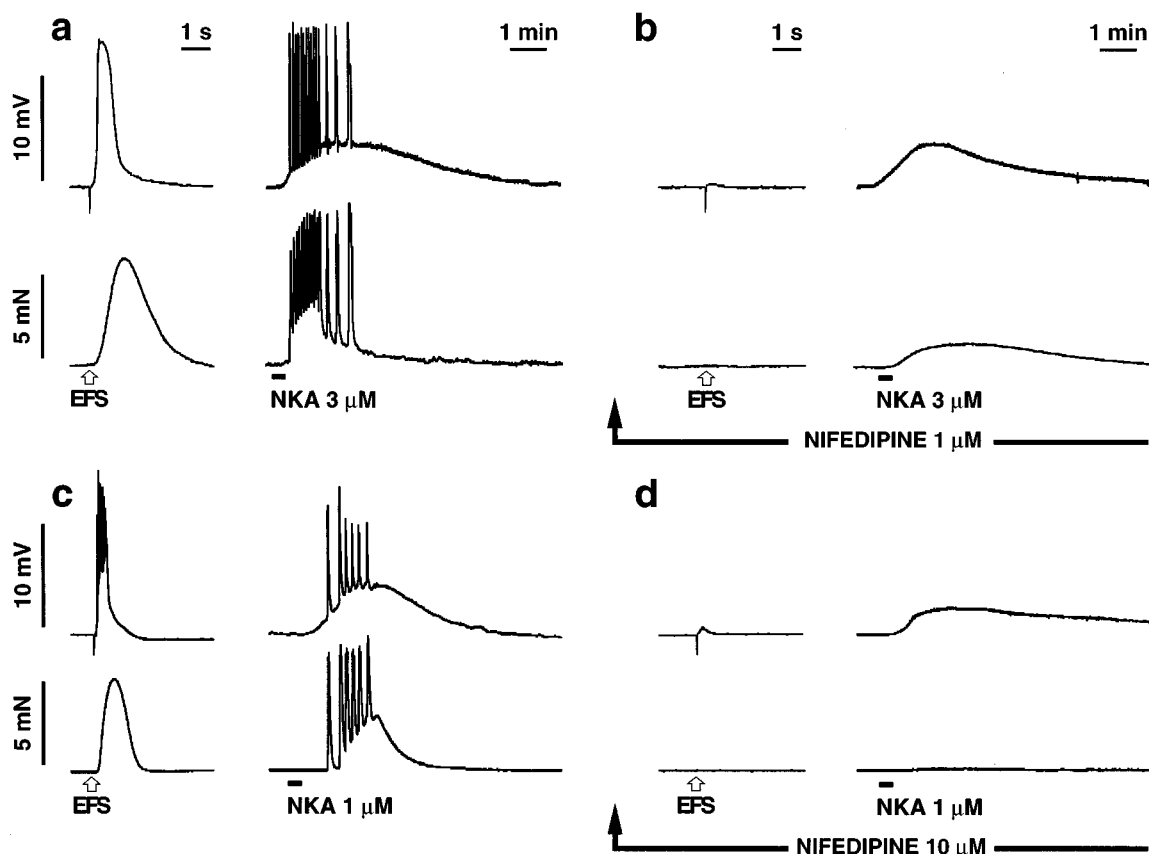 a
1 s
1 min
b
1 s
1 min
10 mV
5 mN
EFS
NKA 3 µM
EFS
NKA 3 µM
NIFEDIPINE 1 µM
c
d
10 mV
5 mN
EFS
NKA 1 µM
EFS
NKA 1 µM
NIFEDIPINE 10 µM